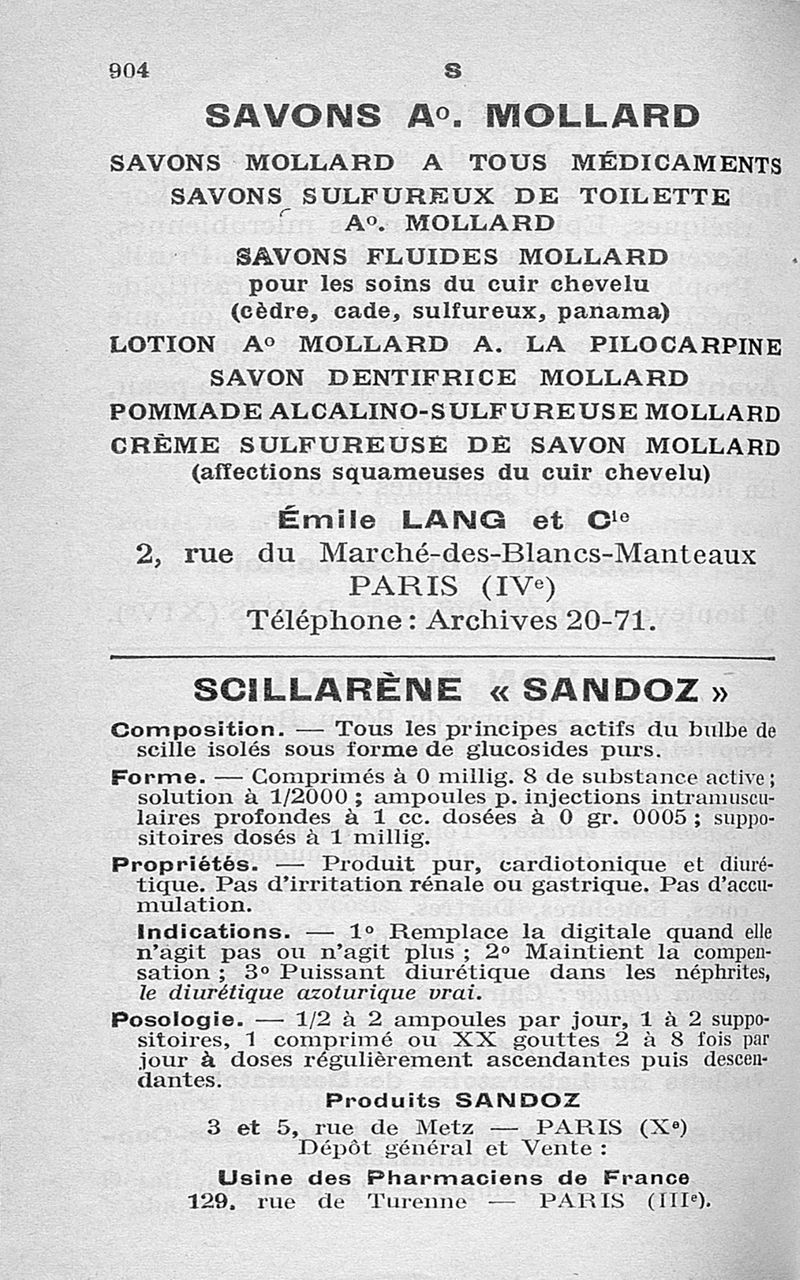 904 S
SAVONS Aº. MOLLARD
SAVONS MOLLARD A TOUS MÉDICAMENTS
SAVONS SULFUREUX DE TOILETTE
Aº. MOLLARD
SAVONS FLUIDES MOLLARD
pour les soins du cuir chevelu
(cèdre, cade, sulfureux, panama)
LOTION Aº MOLLARD A. LA PILOCARPINE
SAVON DENTIFRICE MOLLARD
POMMADE ALCALINO-SULFUREUSE MOLLARD
CRÈME SULFUREUSE DE SAVON MOLLARD
(affections squameuses du cuir chevelu)
Émile LANG et Cie
2, rue du Marché-des-Blancs-Manteaux
PARIS (IVe)
Téléphone : Archives 20-71.
SCILLARÈNE « SANDOZ »
Composition. — Tous les principes actifs du bulbe de
scille isolés sous forme de glucosides purs.
Forme. — Comprimés à 0 millig. 8 de substance active ;
solution à 1/2000 ; ampoules p. injections intramuscu-
laires profondes à 1 cc. dosées à 0 gr. 0005 ; suppo-
sitoires dosés à 1 millig.
Propriétés. — Produit pur, cardiotonique et diuré-
tique. Pas d'irritation rénale ou gastrique. Pas d'accu-
mulation.
Indications. — 1º Remplace la digitale quand elle
n'agit pas ou n'agit plus ; 2º Maintient la compen-
sation ; 3º Puissant diurétique dans les néphrites,
le diurétique azoturique vrai.
Posologie. — 1/2 à 2 ampoules par jour, 1 à 2 suppo-
sitoires, 1 comprimé ou XX gouttes 2 à 8 fois par
jour à doses régulièrement ascendantes puis descen-
dantes.
Produits SANDOZ
3 et 5, rue de Metz — PARIS (Xe)
Dépôt général et Vente :
Usine des Pharmaciens de France
129, rue de Turenne — PARIS (IIIe).